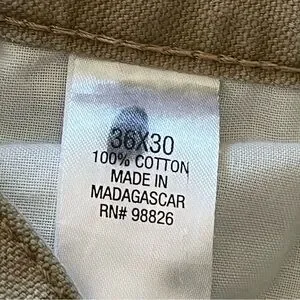 36X30
100% COTTON
MADE IN
MADAGASCAR
RN# 98826